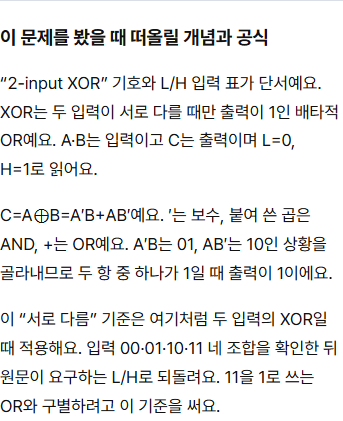 이 문제를 봤을 때 떠올릴 개념과 공식
“2-input XOR” 기호와 L/H 입력 표가 단서예요.
XOR는 두 입력이 서로 다를 때만 출력이 1인 배타적
OR예요. A·B는 입력이고 C는 출력이며 L=0,
H=1로 읽어요.
C=A⊕B=A′B+AB′예요. ′는 보수, 붙여 쓴 곱은
AND, +는 OR예요. A′B는 01, AB′는 10인 상황을
골라내므로 두 항 중 하나가 1일 때 출력이 1이에요.
이 “서로 다름” 기준은 여기처럼 두 입력의 XOR일
때 적용해요. 입력 00·01·10·11 네 조합을 확인한 뒤
원문이 요구하는 L/H로 되돌려요. 11을 1로 쓰는
OR와 구별하려고 이 기준을 써요.